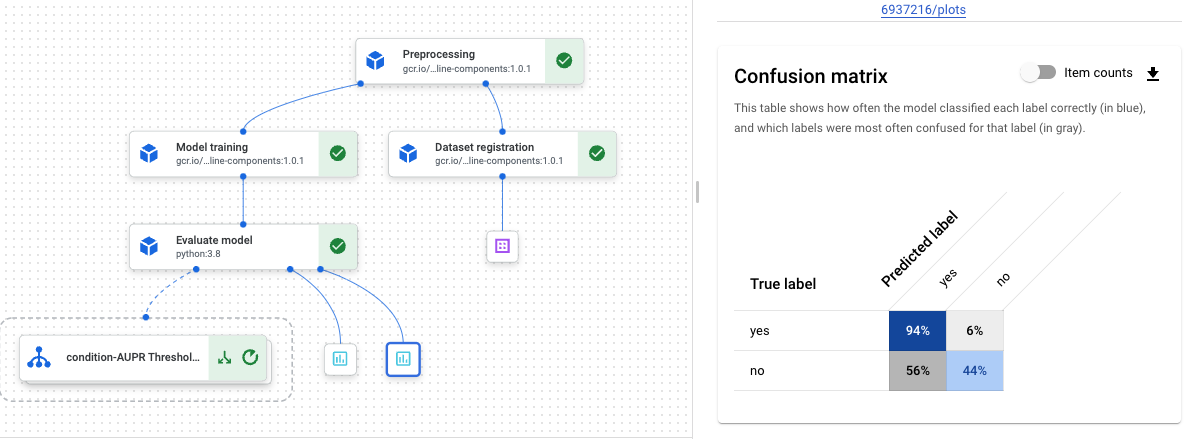 Preprocessing
gcr.io/...line-components:1.0.1
Model training
gcr.io/...line-components:1.0.1
Dataset registration
gcr.io/...line-components:1.0.1
Evaluate model
python:3.8
condition-AUPR Threshol...
6937216/plots
Confusion matrix
Item counts
This table shows how often the model classified each label correctly (in blue),
and which labels were most often confused for that label (in gray).
Predicted label
True label
yes
no
yes
94%
6%
no
56%
44%